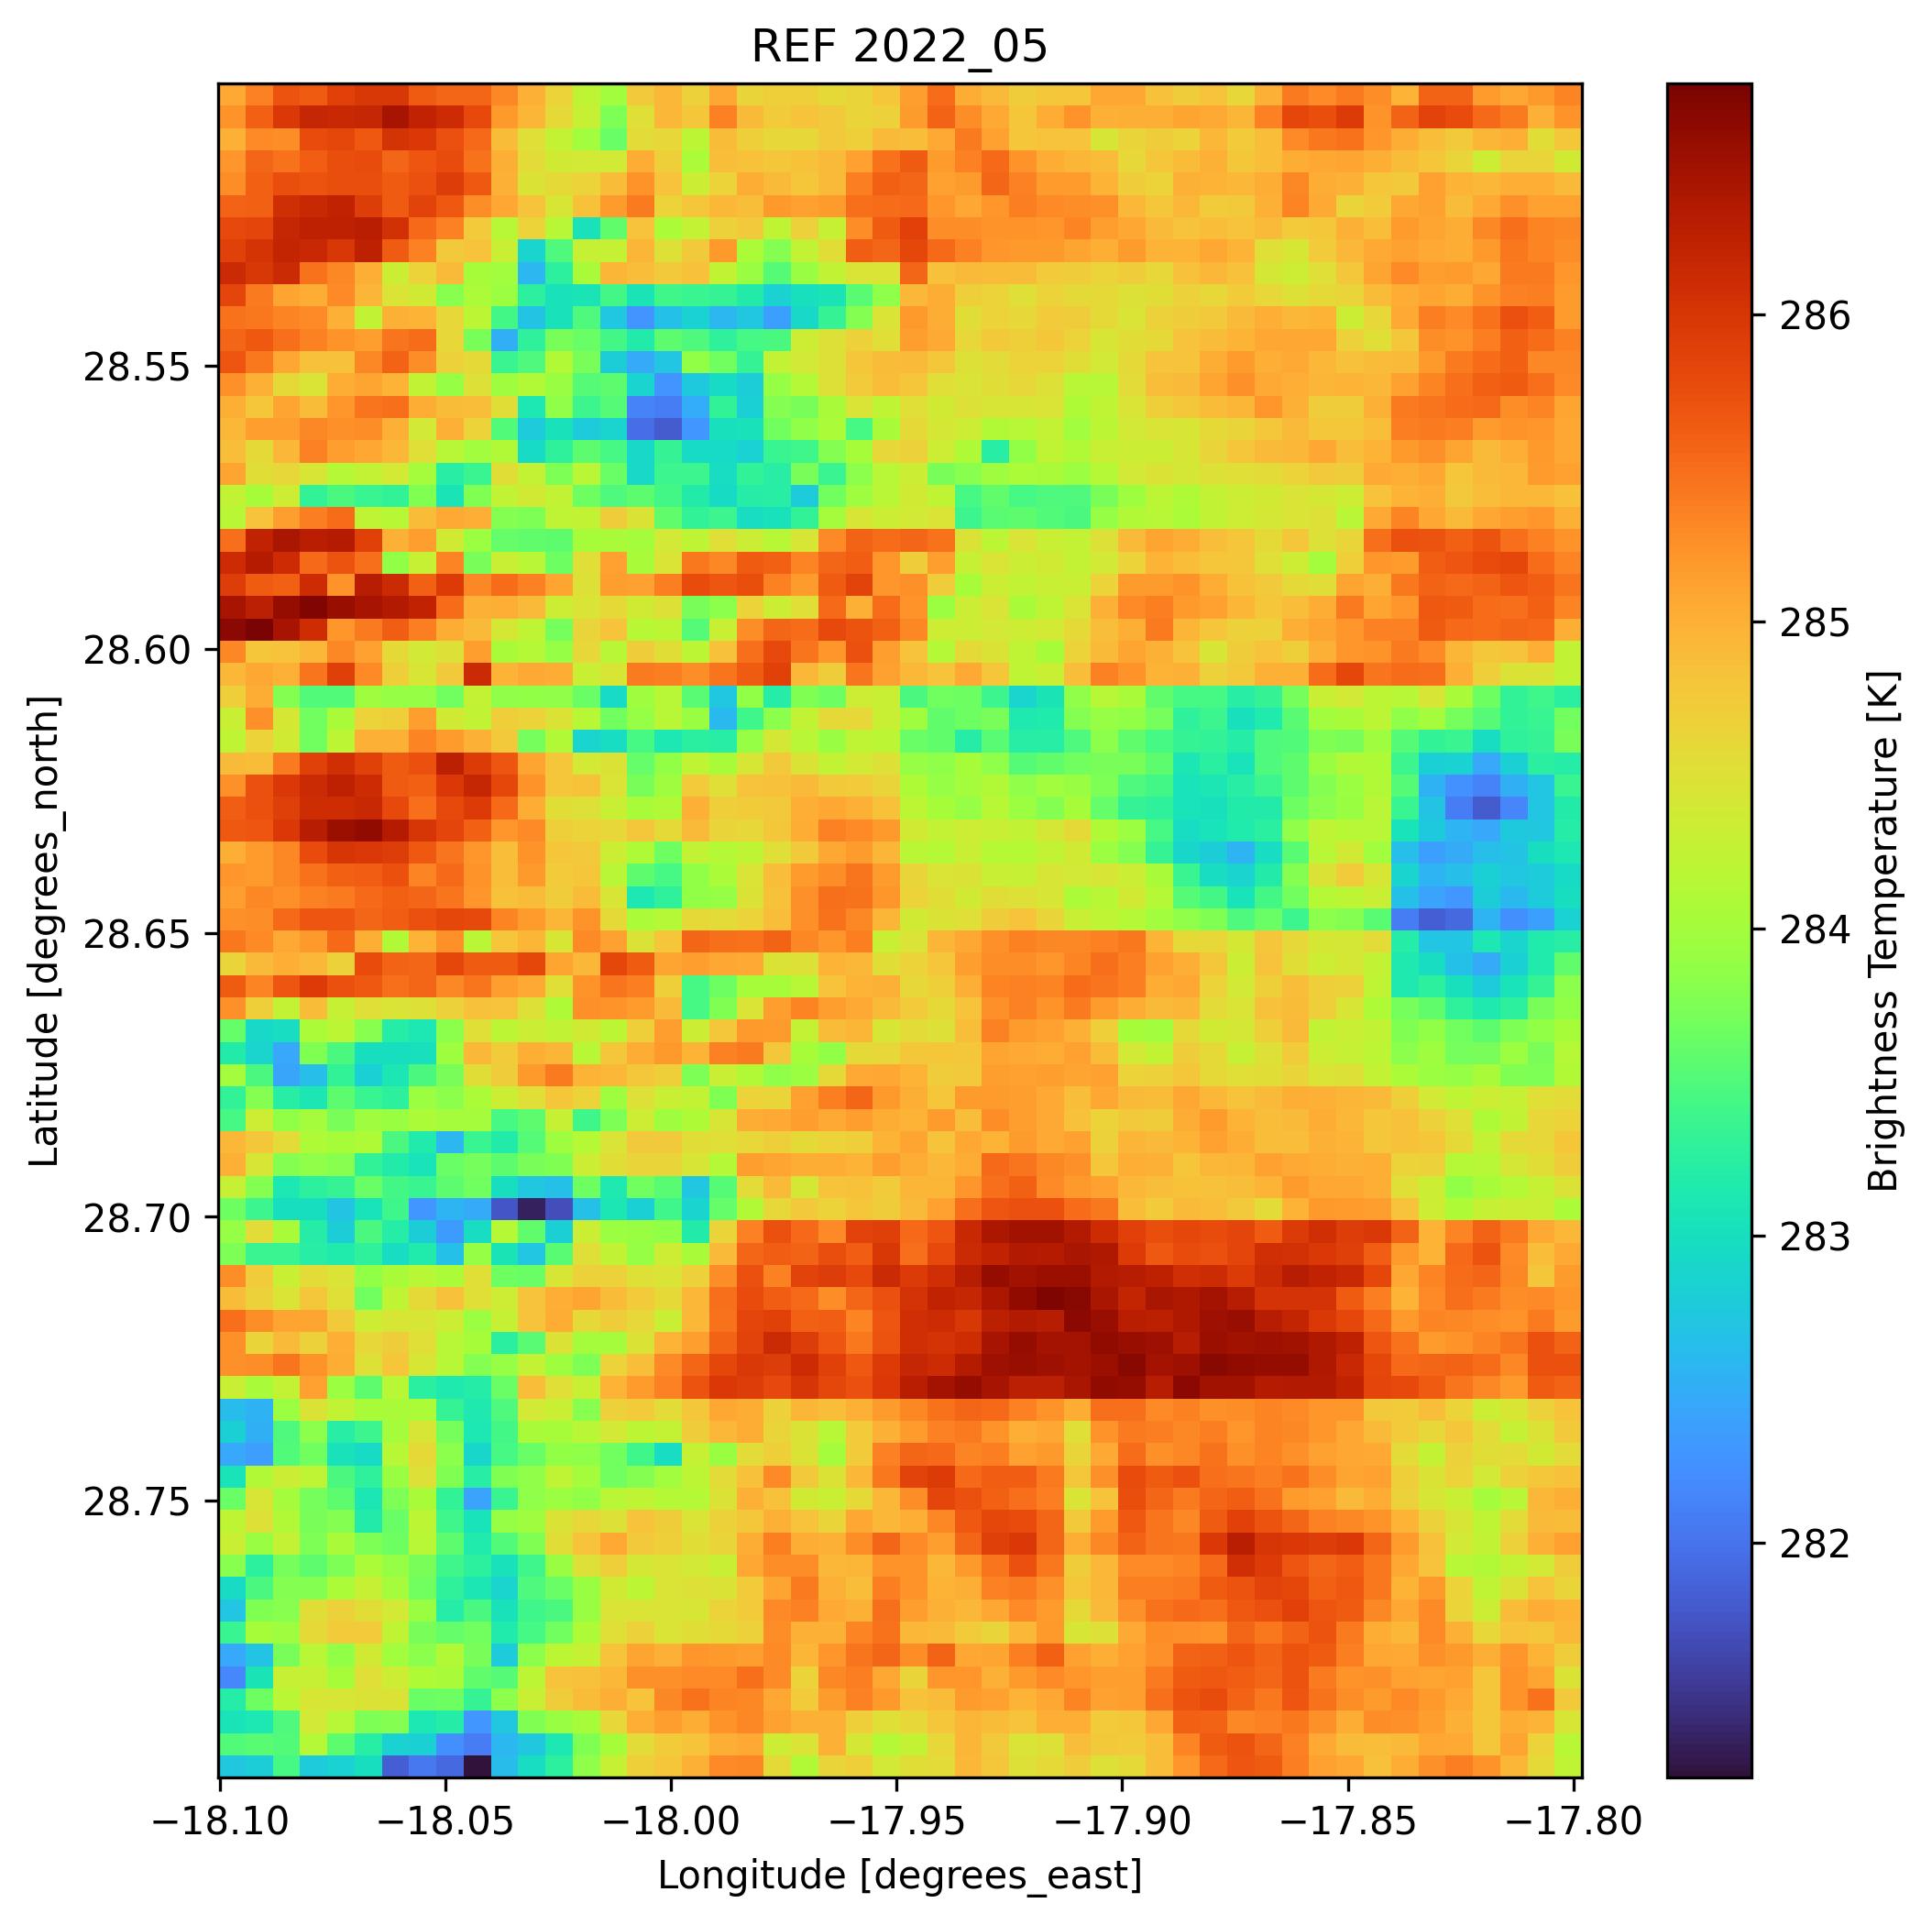 REF 2022_05
28.55
28.60
28.65
28.70
28.75
Latitude [degrees_north]
−18.10 −18.05 −18.00 −17.95 −17.90 −17.85 −17.80
Longitude [degrees_east]
286
285
284
283
282
Brightness Temperature [K]